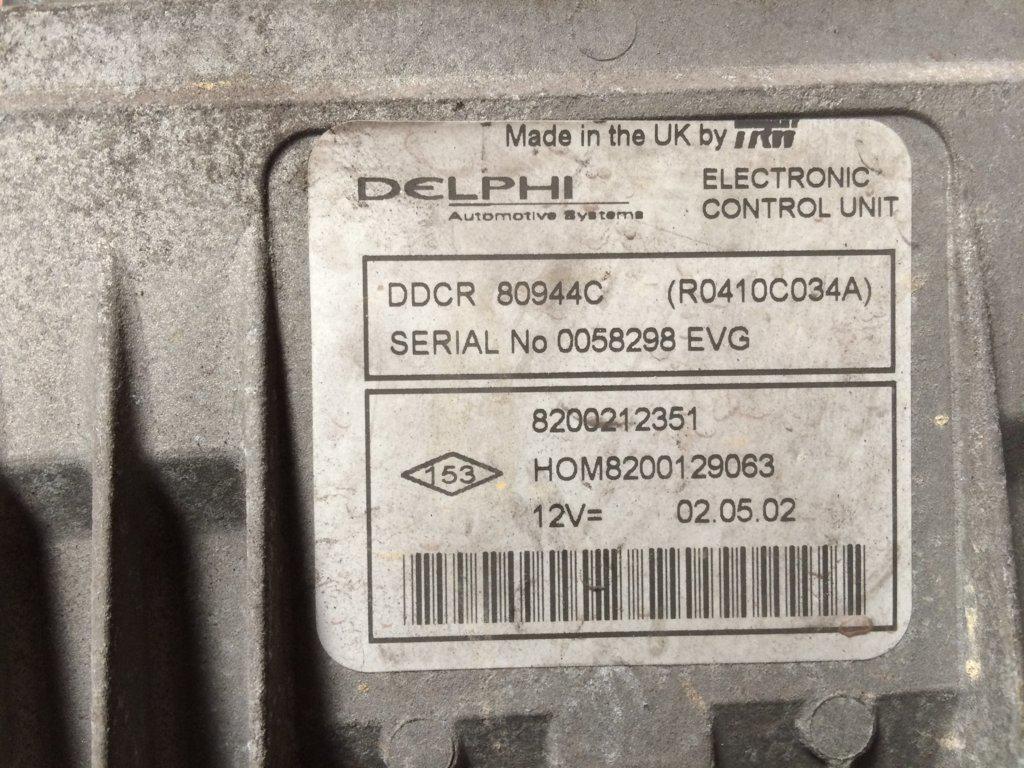 Made in the UK by TRW
DELPHI
Automotive Systems
ELECTRONIC
CONTROL UNIT
DDCR 80944C (R0410C034A)
SERIAL No 0058298 EVG
8200212351
153
HOM8200129063
12V= 02.05.02